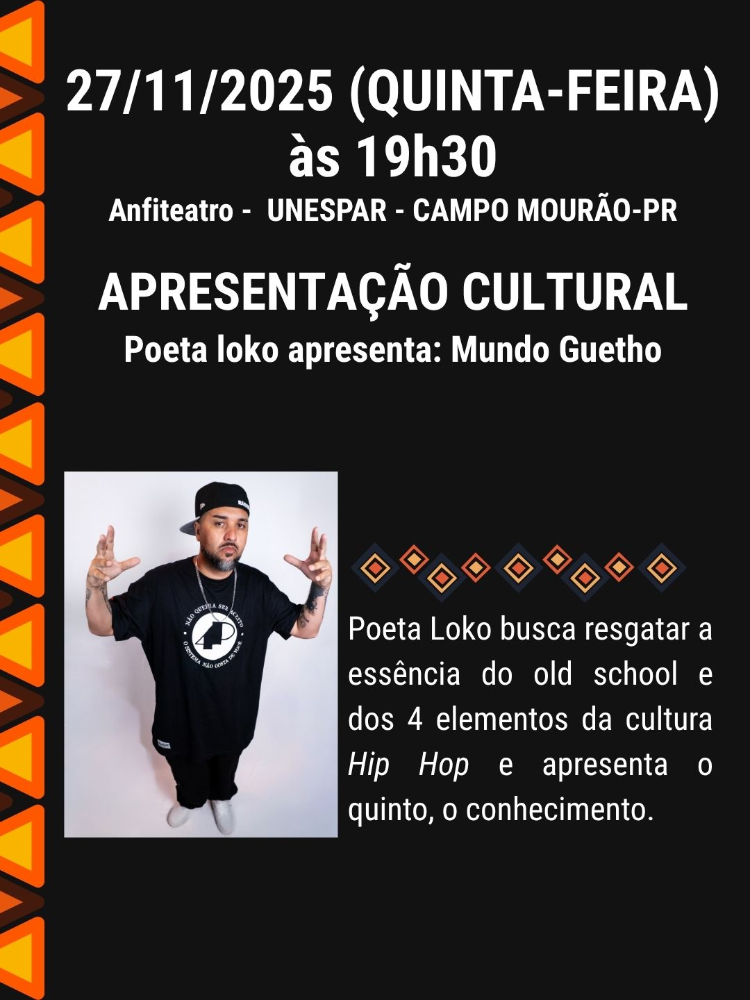 27/11/2025 (QUINTA-FEIRA)
às 19h30
Anfiteatro - UNESPAR - CAMPO MOURÃO-PR
APRESENTAÇÃO CULTURAL
Poeta loko apresenta: Mundo Guetho
NÃO QUEIRA SER ACEITO
O SISTEMA NÃO GOSTA DE VOCÊ
Poeta Loko busca resgatar a
essência do old school e
dos 4 elementos da cultura
Hip Hop e apresenta o
quinto, o conhecimento.